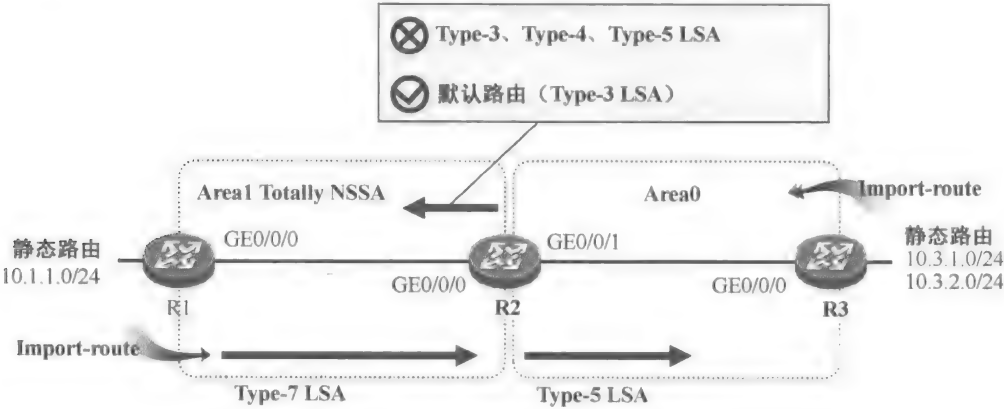 Type-3、Type-4、Type-5 LSA
默认路由（Type-3 LSA）
Area1 Totally NSSA
Area0
Import-route
静态路由
10.1.1.0/24
GE0/0/0
GE0/0/0
GE0/0/1
GE0/0/0
静态路由
10.3.1.0/24
10.3.2.0/24
R1
R2
R3
Import-route
Type-7 LSA
Type-5 LSA